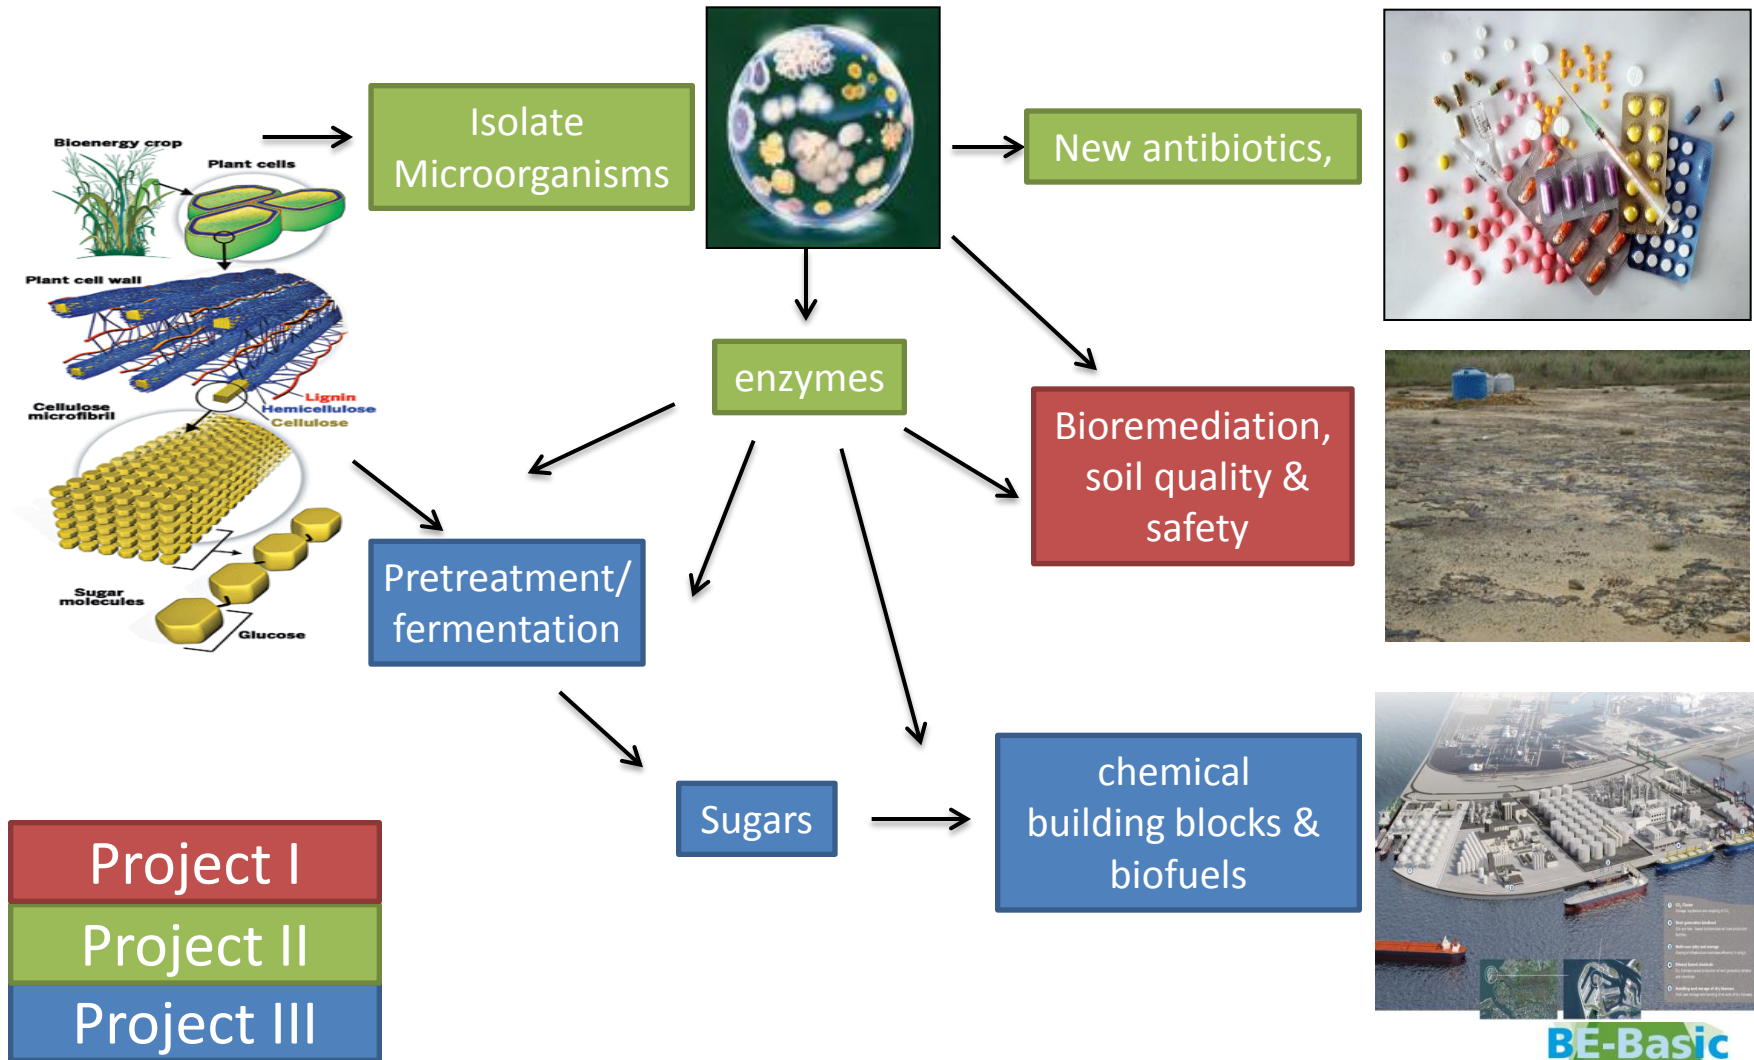 Bioenergy crop
Plant cells
Plant cell wall
Lignin
Hemicellulose
Cellulose
Cellulose
microfibril
Sugar
molecules
Glucose
Isolate
Microorganisms
New antibiotics,
enzymes
Bioremediation,
soil quality &
safety
Pretreatment/
fermentation
Sugars
chemical
building blocks &
biofuels
Project I
Project II
Project III
BE-Basic